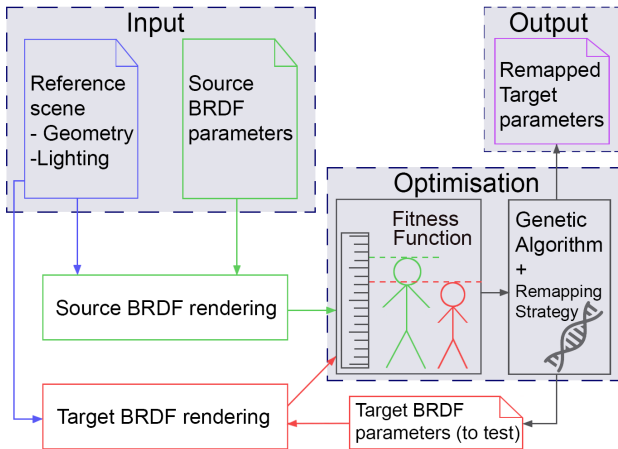 Input
Reference
scene
- Geometry
-Lighting
Source
BRDF
parameters
Output
Remapped
Target
parameters
Optimisation
Fitness
Function
Genetic
Algorithm
+
Remapping
Strategy
Source BRDF rendering
Target BRDF rendering
Target BRDF
parameters (to test)